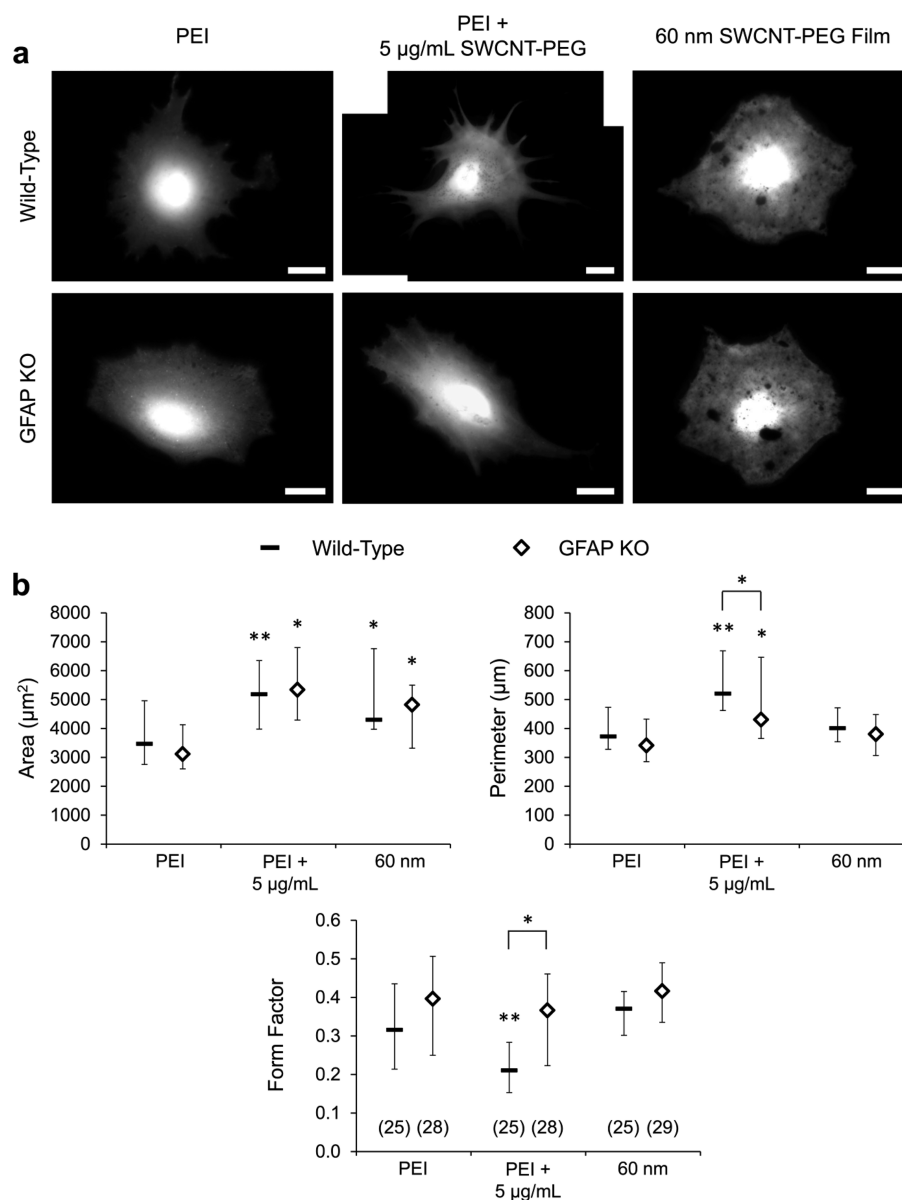 a
PEI
PEI +
5 µg/mL SWCNT-PEG
60 nm SWCNT-PEG Film
Wild-Type
GFAP KO
Wild-Type
GFAP KO
b
Area (µm²)
8000
7000
6000
5000
4000
3000
2000
1000
0
** * * *
PEI
PEI +
5 µg/mL
60 nm
Perimeter (µm)
800
700
600
500
400
300
200
100
0
*
** *
PEI
PEI +
5 µg/mL
60 nm
Form Factor
0.6
0.5
0.4
0.3
0.2
0.1
0.0
*
**
(25) (28) (25) (28) (25) (29)
PEI
PEI +
5 µg/mL
60 nm